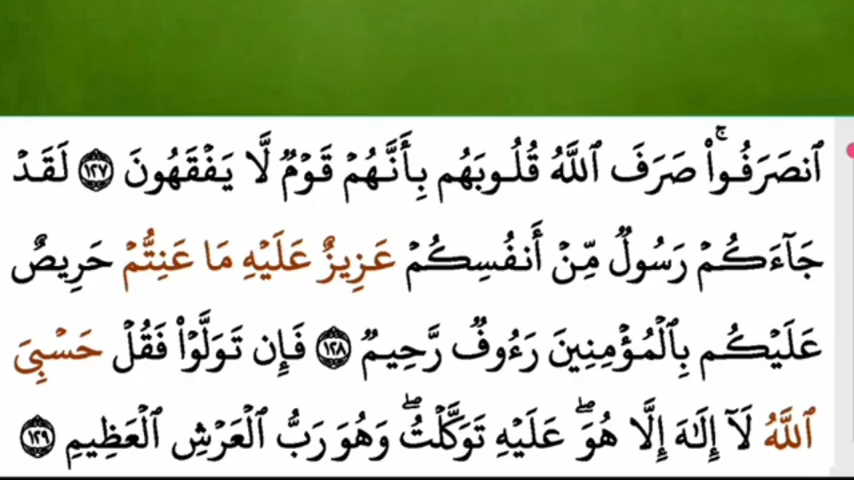 ٱنصَرَفُوا۟ ۚ صَرَفَ ٱللَّهُ قُلُوبَهُم بِأَنَّهُمْ قَوْمٌ لَّا يَفْقَهُونَ ١٢٧ لَقَدْ
جَآءَكُمْ رَسُولٌ مِّنْ أَنفُسِكُمْ عَزِيزٌ عَلَيْهِ مَا عَنِتُّمْ حَرِيصٌ
عَلَيْكُم بِٱلْمُؤْمِنِينَ رَءُوفٌ رَّحِيمٌ ١٢٨ فَإِن تَوَلَّوْا۟ فَقُلْ حَسْبِىَ
ٱللَّهُ لَآ إِلَـٰهَ إِلَّا هُوَ ۖ عَلَيْهِ تَوَكَّلْتُ ۖ وَهُوَ رَبُّ ٱلْعَرْشِ ٱلْعَظِيمِ ١٢٩